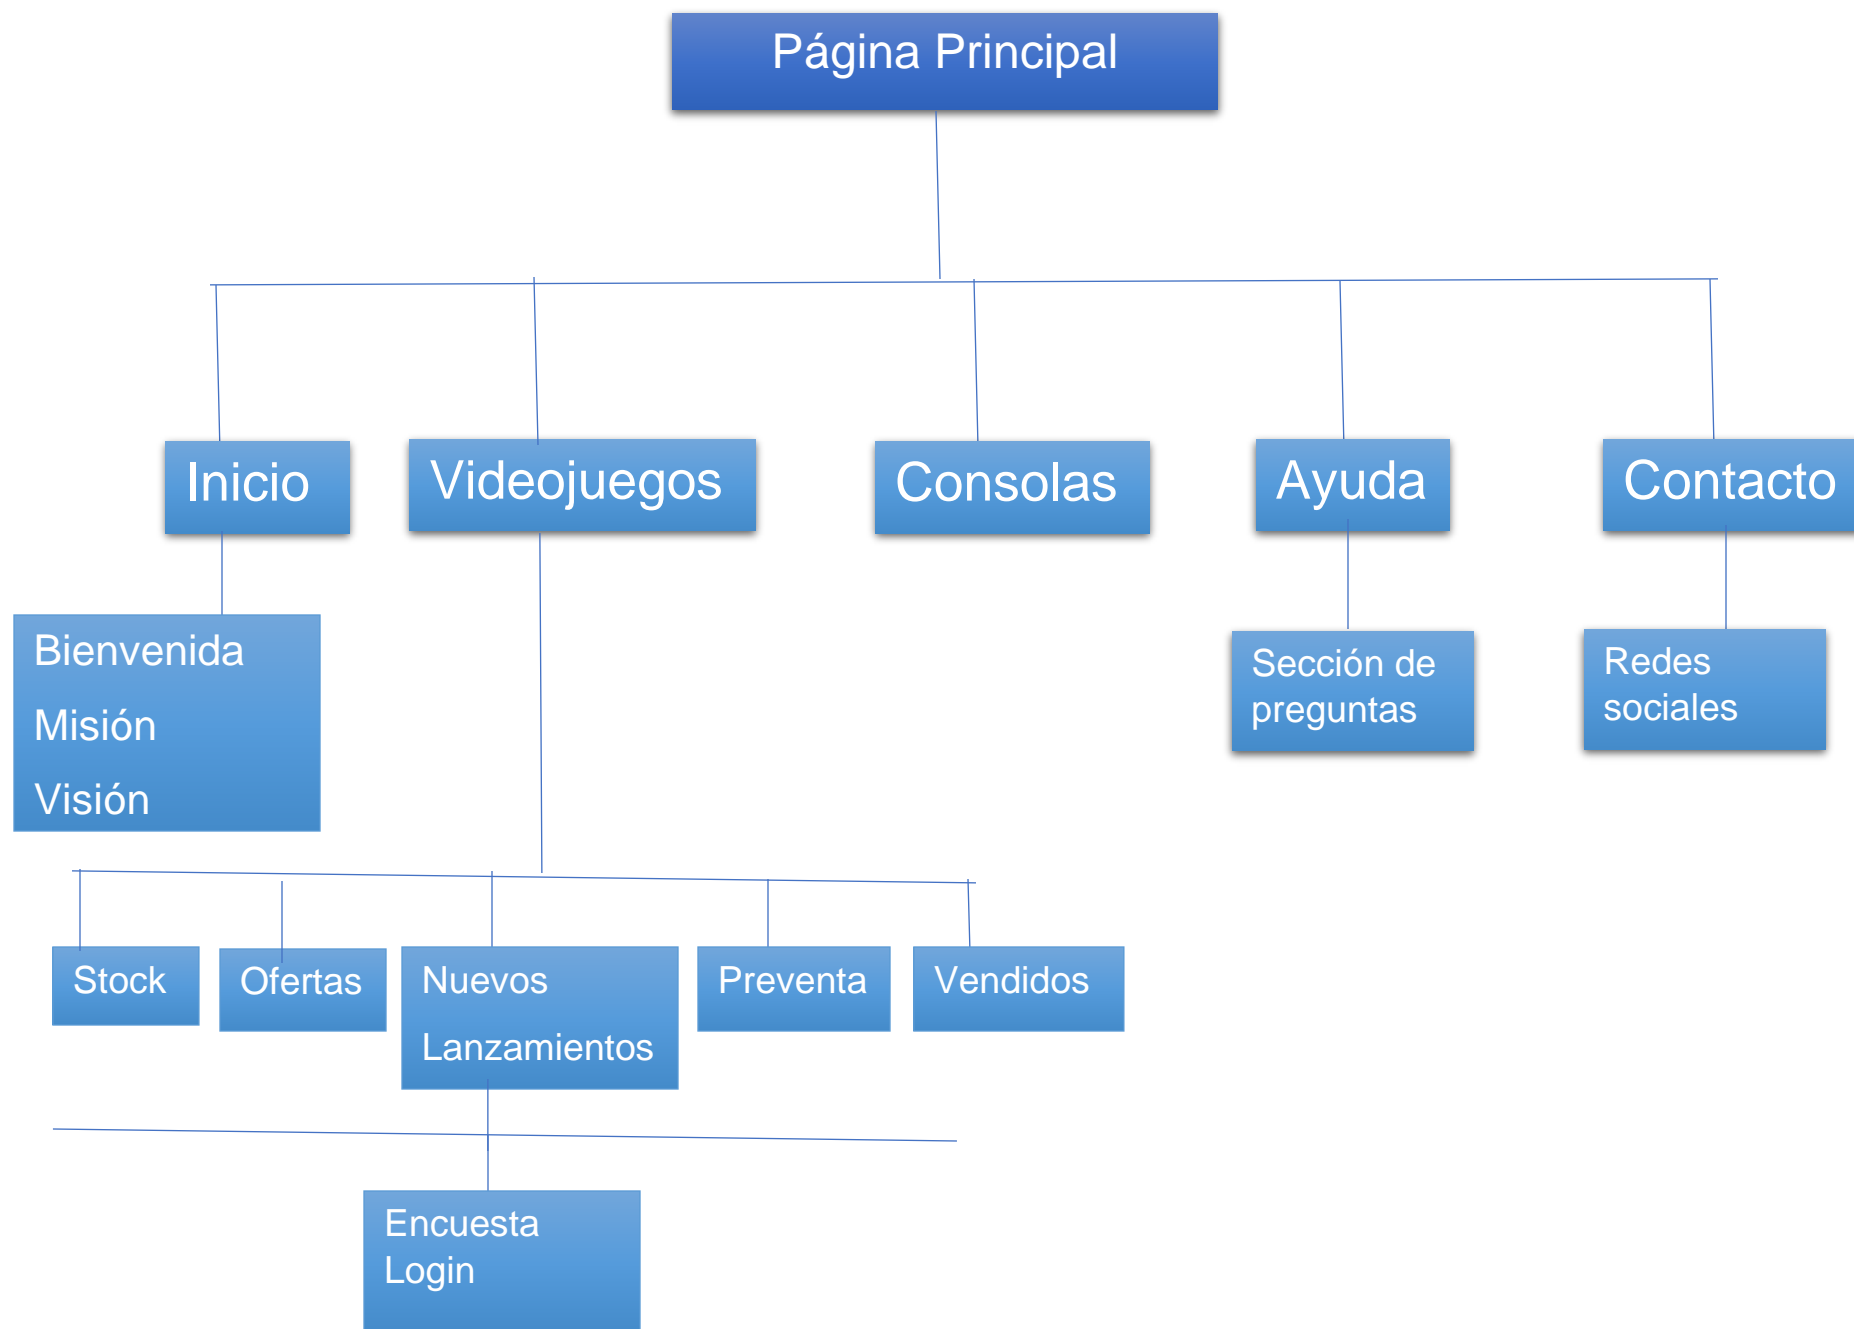 Página Principal
Inicio
Videojuegos
Consolas
Ayuda
Contacto
Bienvenida
Misión
Visión
Sección de
preguntas
Redes
sociales
Stock
Ofertas
Nuevos
Lanzamientos
Preventa
Vendidos
Encuesta
Login